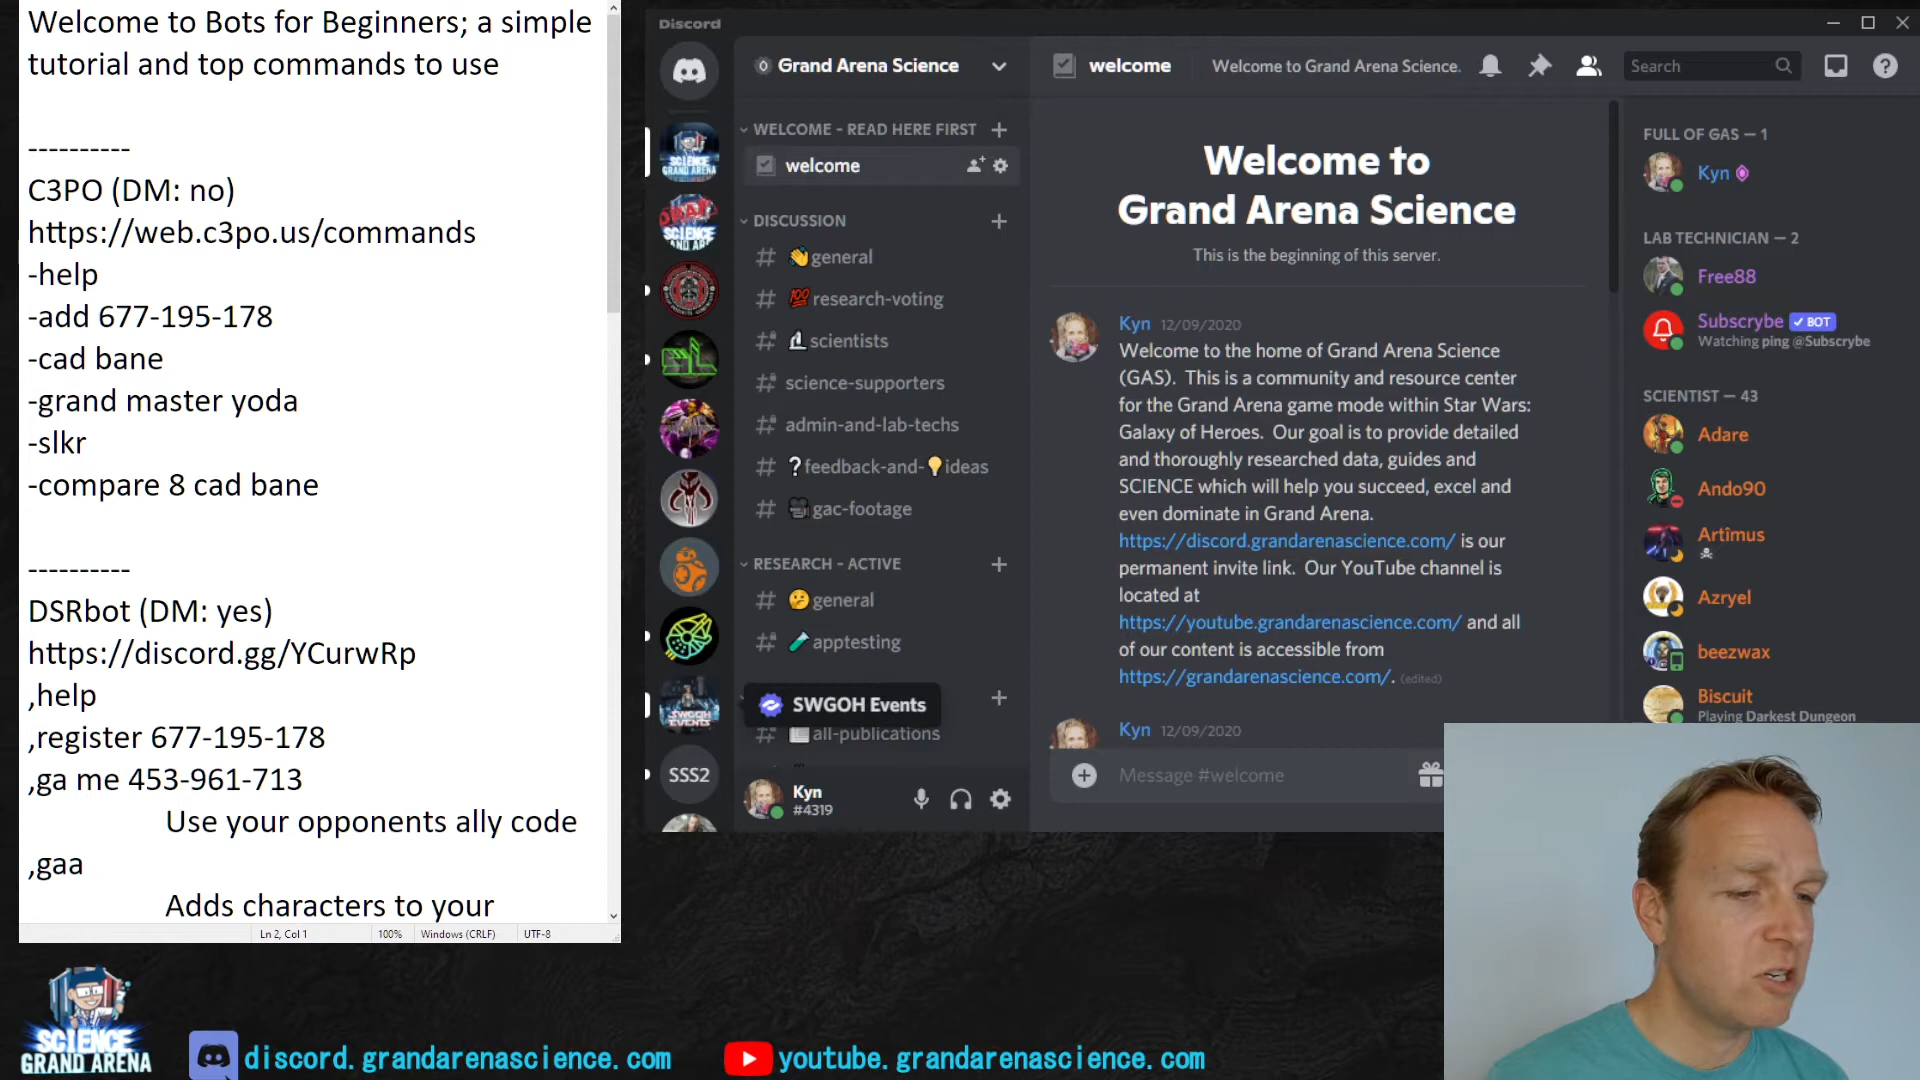 Welcome to Bots for Beginners; a simple
tutorial and top commands to use
----------
C3PO (DM: no)
https://web.c3po.us/commands
-help
-add 677-195-178
-cad bane
-grand master yoda
-slkr
-compare 8 cad bane
----------
DSRbot (DM: yes)
https://discord.gg/YCurwRp
,help
,register 677-195-178
,ga me 453-961-713
Use your opponents ally code
,gaa
Adds characters to your
Ln 2, Col 1
100%
Windows (CRLF)
UTF-8
Discord
Grand Arena Science
WELCOME - READ HERE FIRST
welcome
DISCUSSION
general
research-voting
scientists
science-supporters
admin-and-lab-techs
feedback-and-ideas
gac-footage
RESEARCH - ACTIVE
general
apptesting
SWGOH Events
all-publications
SSS2
Kyn
#4319
welcome
Welcome to Grand Arena Science.
Search
Welcome to
Grand Arena Science
This is the beginning of this server.
Kyn 12/09/2020
Welcome to the home of Grand Arena Science
(GAS). This is a community and resource center
for the Grand Arena game mode within Star Wars:
Galaxy of Heroes. Our goal is to provide detailed
and thoroughly researched data, guides and
SCIENCE which will help you succeed, excel and
even dominate in Grand Arena.
https://discord.grandarenascience.com/ is our
permanent invite link. Our YouTube channel is
located at
https://youtube.grandarenascience.com/ and all
of our content is accessible from
https://grandarenascience.com/. (edited)
Kyn 12/09/2020
Message #welcome
FULL OF GAS — 1
Kyn
LAB TECHNICIAN — 2
Free88
Subscrybe BOT
Watching ping @Subscrybe
SCIENTIST — 43
Adare
Ando90
Artîmus
Azryel
beezwax
Biscuit
Playing Darkest Dungeon
SCIENCE
GRAND ARENA
discord.grandarenascience.com
youtube.grandarenascience.com